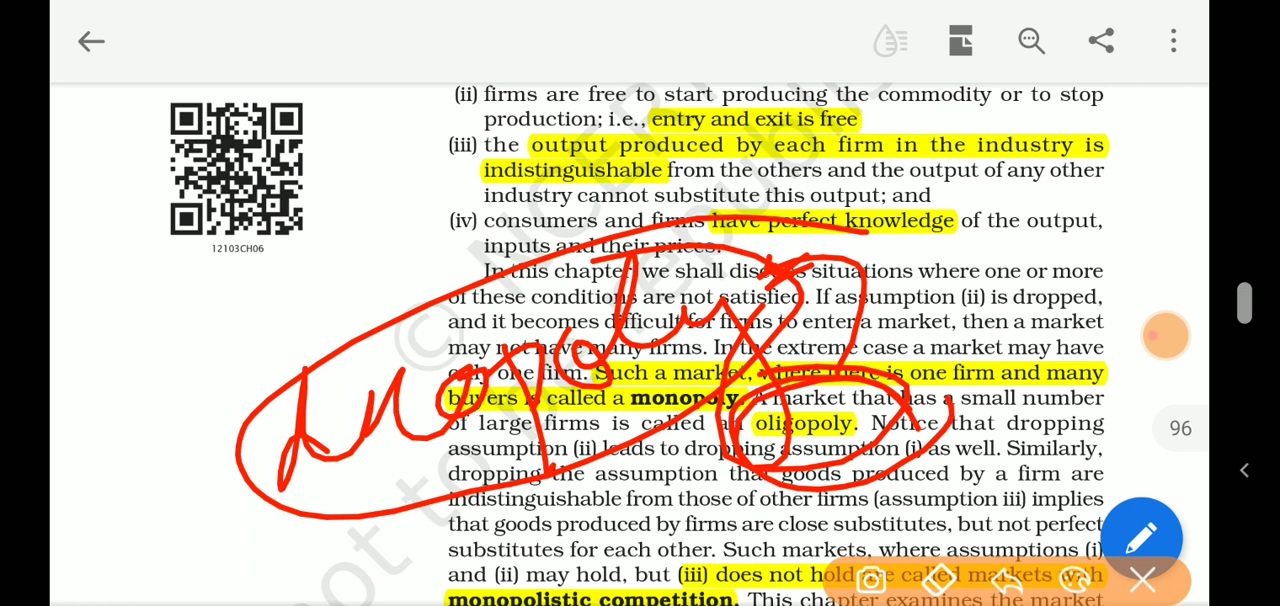 (ii) firms are free to start producing the commodity or to stop
production; i.e., entry and exit is free
(iii) the output produced by each firm in the industry is
indistinguishable from the others and the output of any other
industry cannot substitute this output; and
(iv) consumers and firms have perfect knowledge of the output,
inputs and their prices.
12103CH06
In this chapter, we shall discuss situations where one or more
of these conditions are not satisfied. If assumption (ii) is dropped,
and it becomes difficult for firms to enter a market, then a market
may not have many firms. In the extreme case a market may have
only one firm. Such a market, where there is one firm and many
buyers is called a monopoly. A market that has a small number
of large firms is called an oligopoly. Notice that dropping
assumption (ii) leads to dropping assumption (i) as well. Similarly,
dropping the assumption that goods produced by a firm are
indistinguishable from those of other firms (assumption iii) implies
that goods produced by firms are close substitutes, but not perfect
substitutes for each other. Such markets, where assumptions (i)
and (ii) may hold, but (iii) does not hold are called markets with
monopolistic competition. This chapter examines the market
96